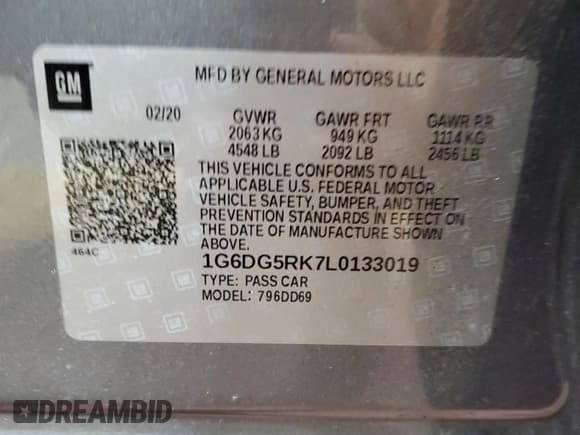 GM
MFD BY GENERAL MOTORS LLC
02/20 GVWR GAWR FRT GAWR RR
2063 KG 949 KG 1114 KG
4548 LB 2092 LB 2456 LB
THIS VEHICLE CONFORMS TO ALL
APPLICABLE U.S. FEDERAL MOTOR
VEHICLE SAFETY, BUMPER, AND THEFT
PREVENTION STANDARDS IN EFFECT ON
THE DATE OF MANUFACTURE SHOWN
ABOVE.
464C
1G6DG5RK7L0133019
TYPE: PASS CAR
MODEL: 796DD69
DREAMBID